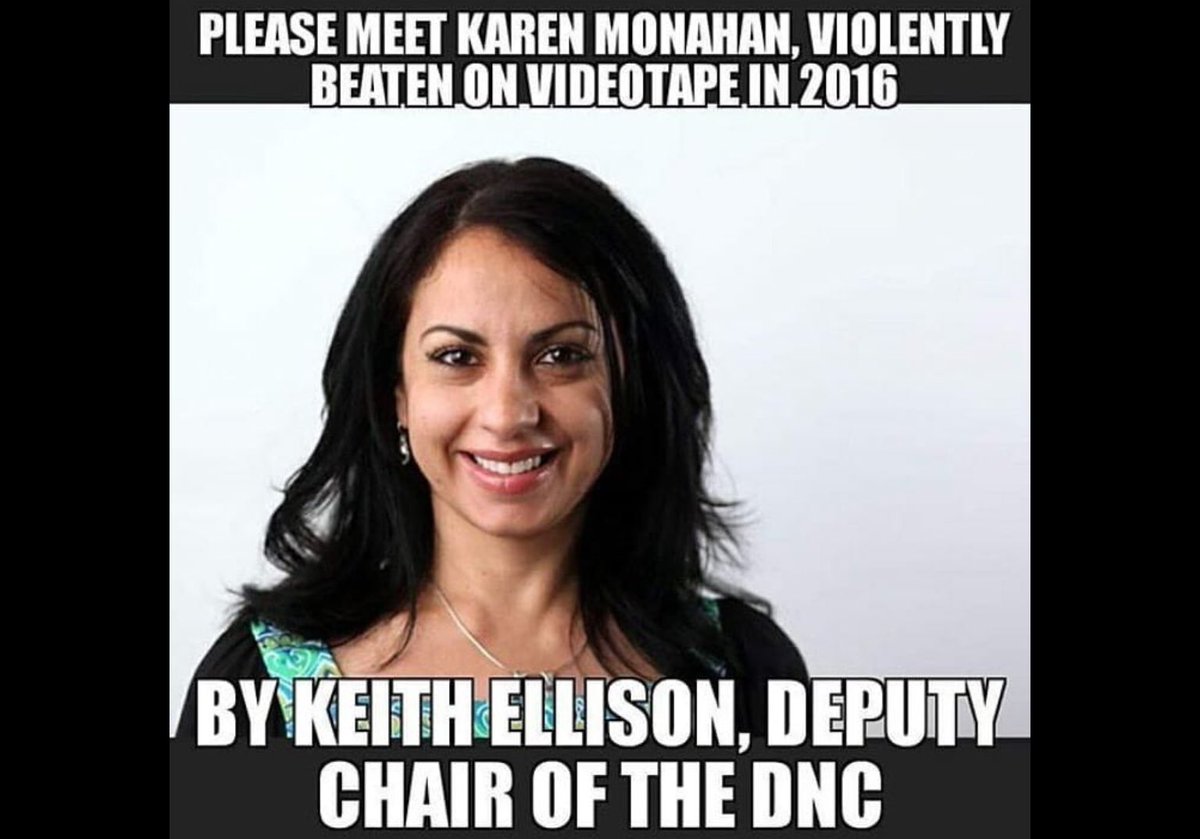 PLEASE MEET KAREN MONAHAN, VIOLENTLY
BEATEN ON VIDEOTAPE IN 2016
BY KEITH ELLISON, DEPUTY
CHAIR OF THE DNC